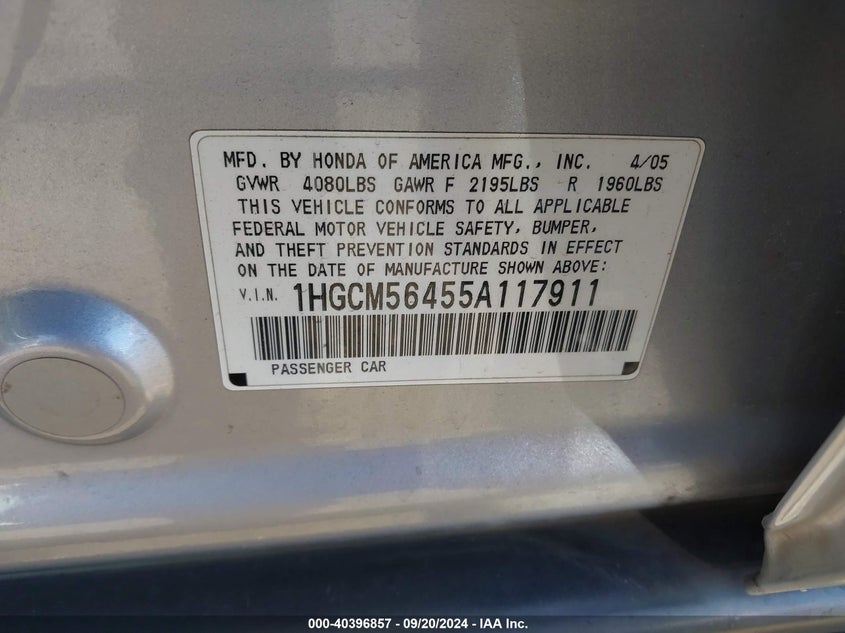 MFD. BY HONDA OF AMERICA MFG., INC. 4/05
GVWR 4080LBS GAWR F 2195LBS R 1960LBS
THIS VEHICLE CONFORMS TO ALL APPLICABLE
FEDERAL MOTOR VEHICLE SAFETY, BUMPER,
AND THEFT PREVENTION STANDARDS IN EFFECT
ON THE DATE OF MANUFACTURE SHOWN ABOVE:
V.I.N. 1HGCM56455A117911
PASSENGER CAR
000-40396857 - 09/20/2024 - IAA Inc.